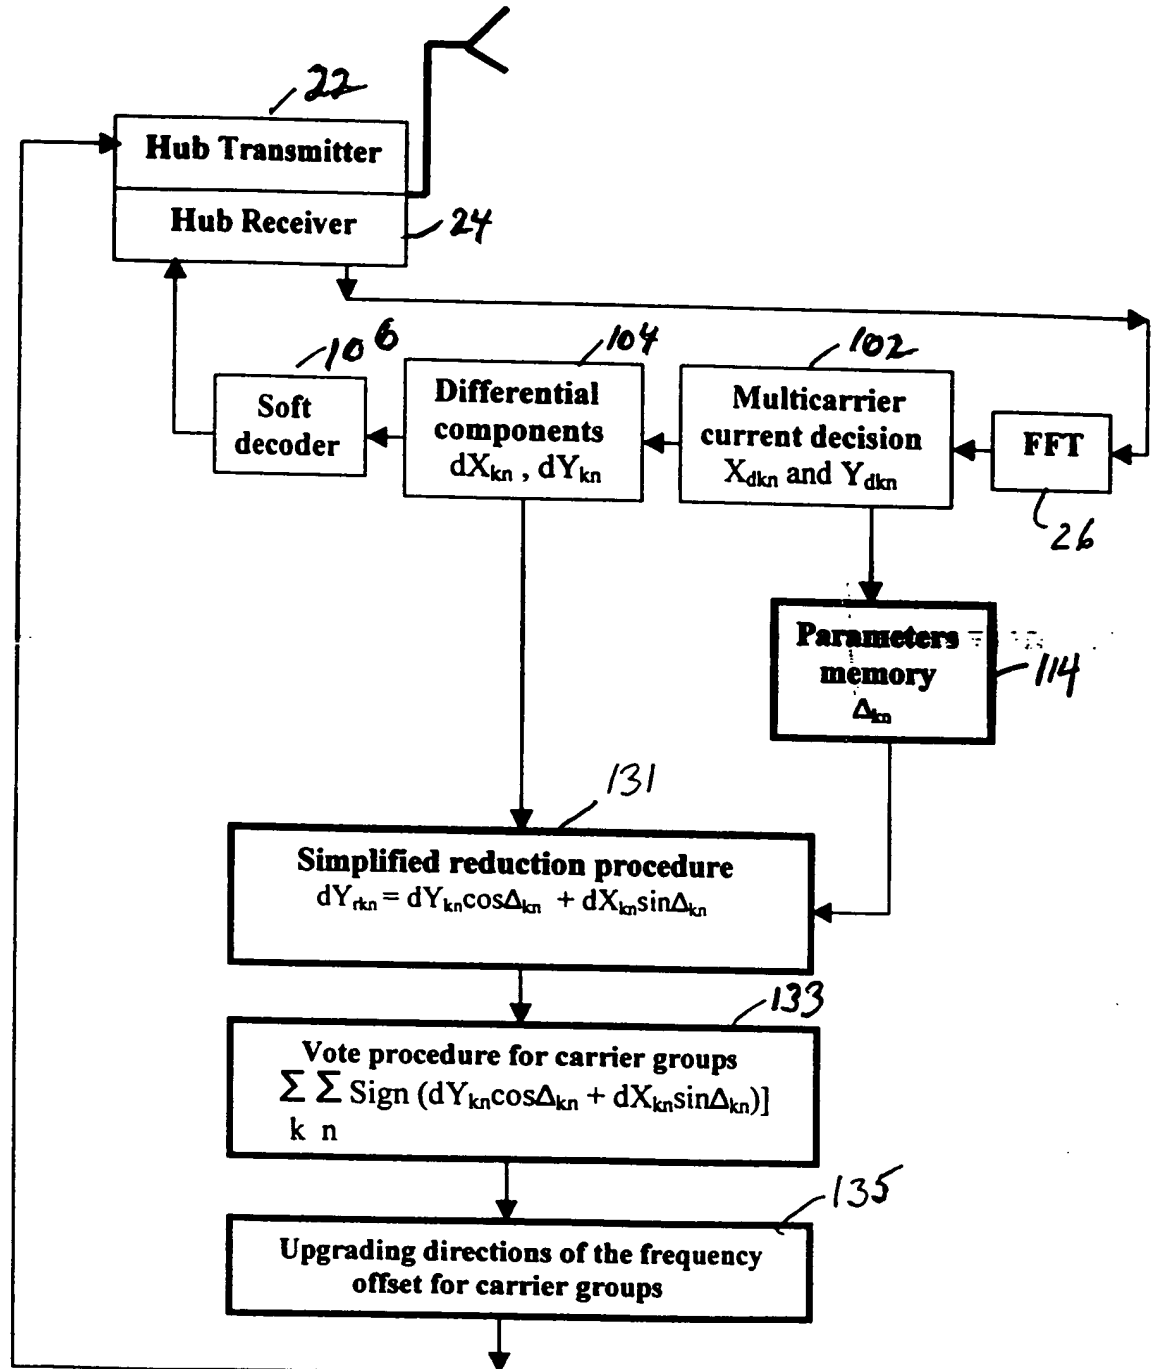 22
Hub Transmitter
Hub Receiver
24
106
104
102
Soft
decoder
Differential
components
dXkn , dYkn
Multicarrier
current decision
Xdkn and Ydkn
FFT
26
Parameters
memory
Δkn
114
131
Simplified reduction procedure
dYrkn = dYkncosΔkn + dXknsinΔkn
133
Vote procedure for carrier groups
Σ Σ Sign (dYkncosΔkn + dXknsinΔkn)]
k n
135
Upgrading directions of the frequency
offset for carrier groups